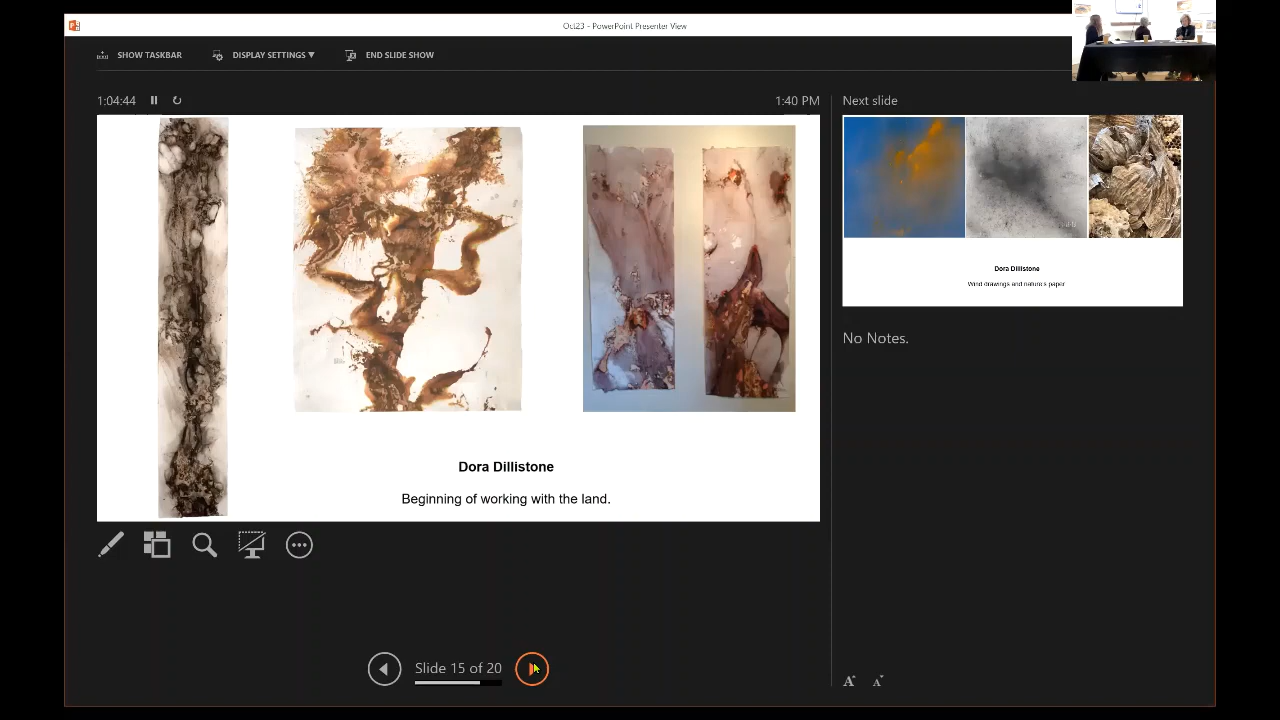 Oct23 - PowerPoint Presenter View
SHOW TASKBAR
DISPLAY SETTINGS ▼
END SLIDE SHOW
1:04:44
1:40 PM
Next slide
Dora Dillistone
Wind drawings and nature's paper
No Notes.
Dora Dillistone
Beginning of working with the land.
Slide 15 of 20
A
A